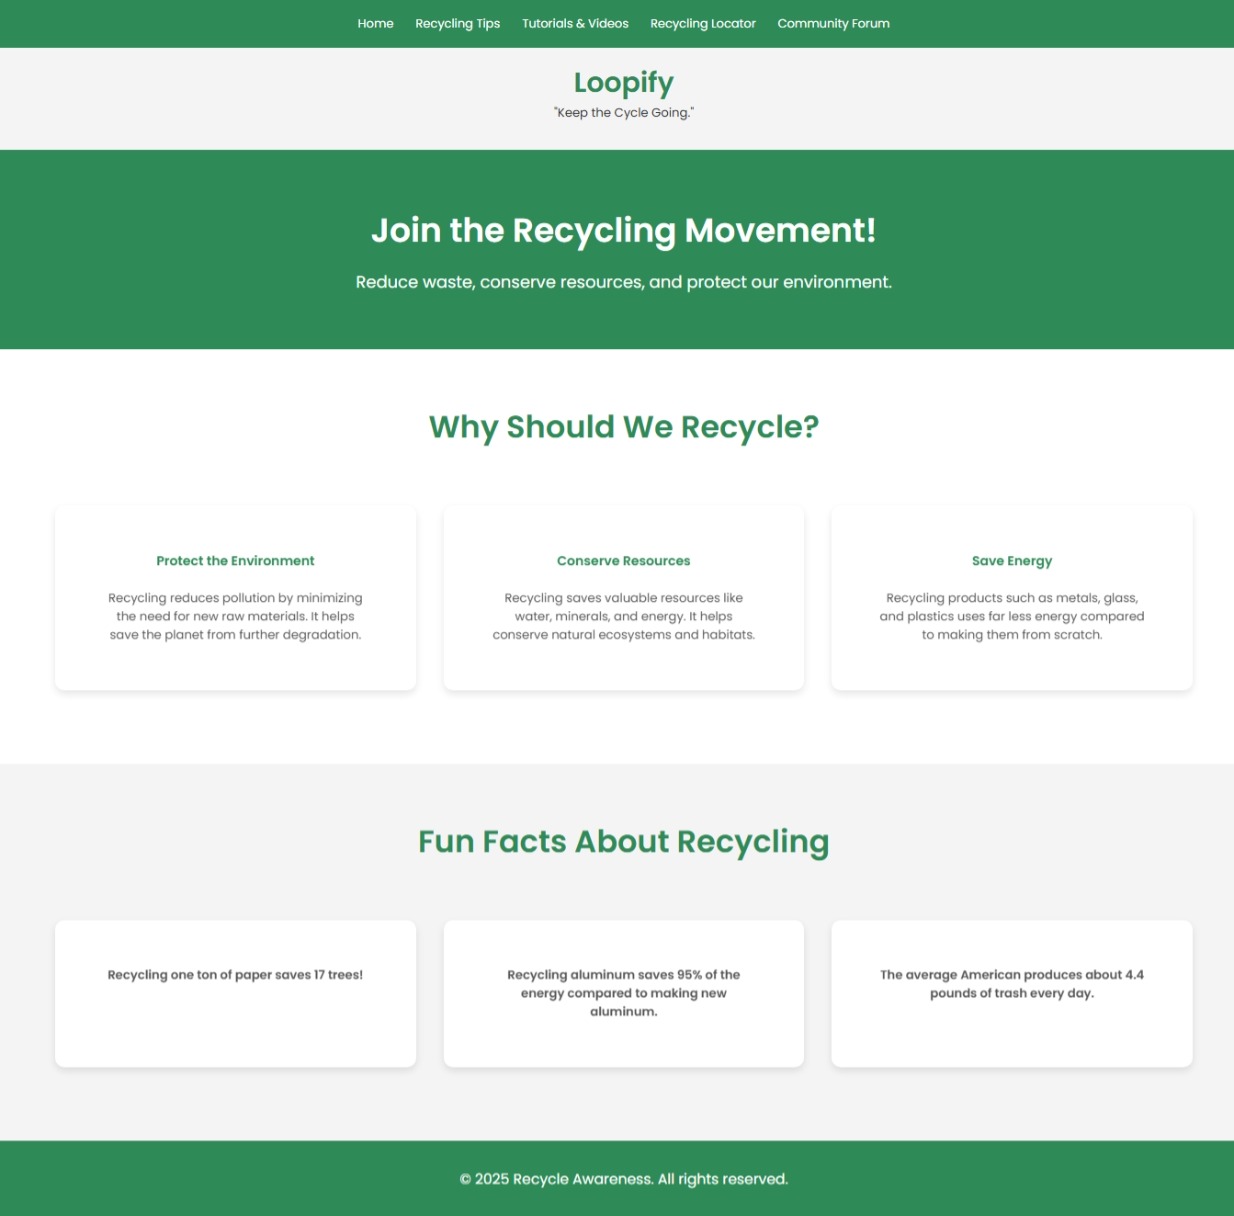 Home Recycling Tips Tutorials & Videos Recycling Locator Community Forum
Loopify
"Keep the Cycle Going."
Join the Recycling Movement!
Reduce waste, conserve resources, and protect our environment.
Why Should We Recycle?
Protect the Environment
Recycling reduces pollution by minimizing
the need for new raw materials. It helps
save the planet from further degradation.
Conserve Resources
Recycling saves valuable resources like
water, minerals, and energy. It helps
conserve natural ecosystems and habitats.
Save Energy
Recycling products such as metals, glass,
and plastics uses far less energy compared
to making them from scratch.
Fun Facts About Recycling
Recycling one ton of paper saves 17 trees!
Recycling aluminum saves 95% of the
energy compared to making new
aluminum.
The average American produces about 4.4
pounds of trash every day.
© 2025 Recycle Awareness. All rights reserved.